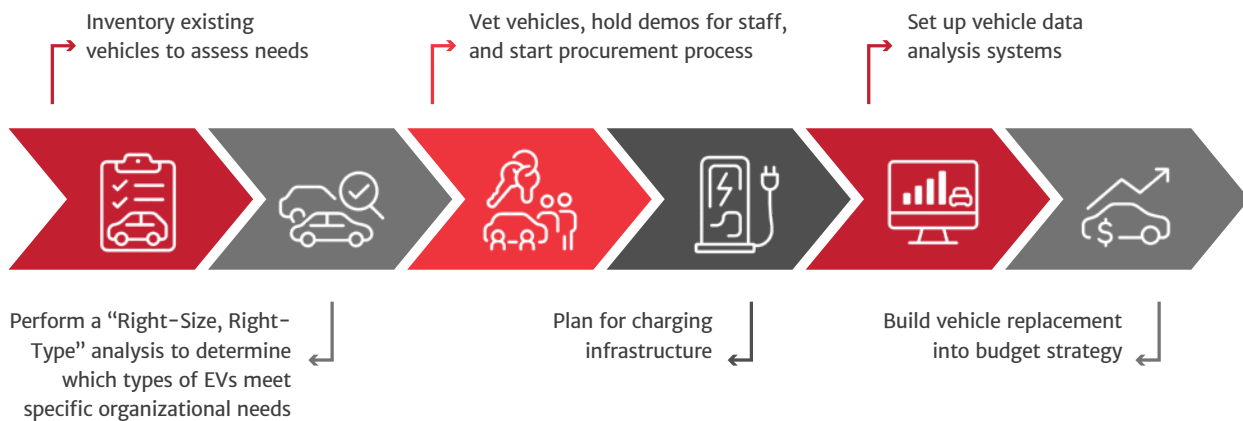 Inventory existing
vehicles to assess needs
Vet vehicles, hold demos for staff,
and start procurement process
Set up vehicle data
analysis systems
$
Perform a “Right-Size, Right-
Type” analysis to determine
which types of EVs meet
specific organizational needs
Plan for charging
infrastructure
Build vehicle replacement
into budget strategy